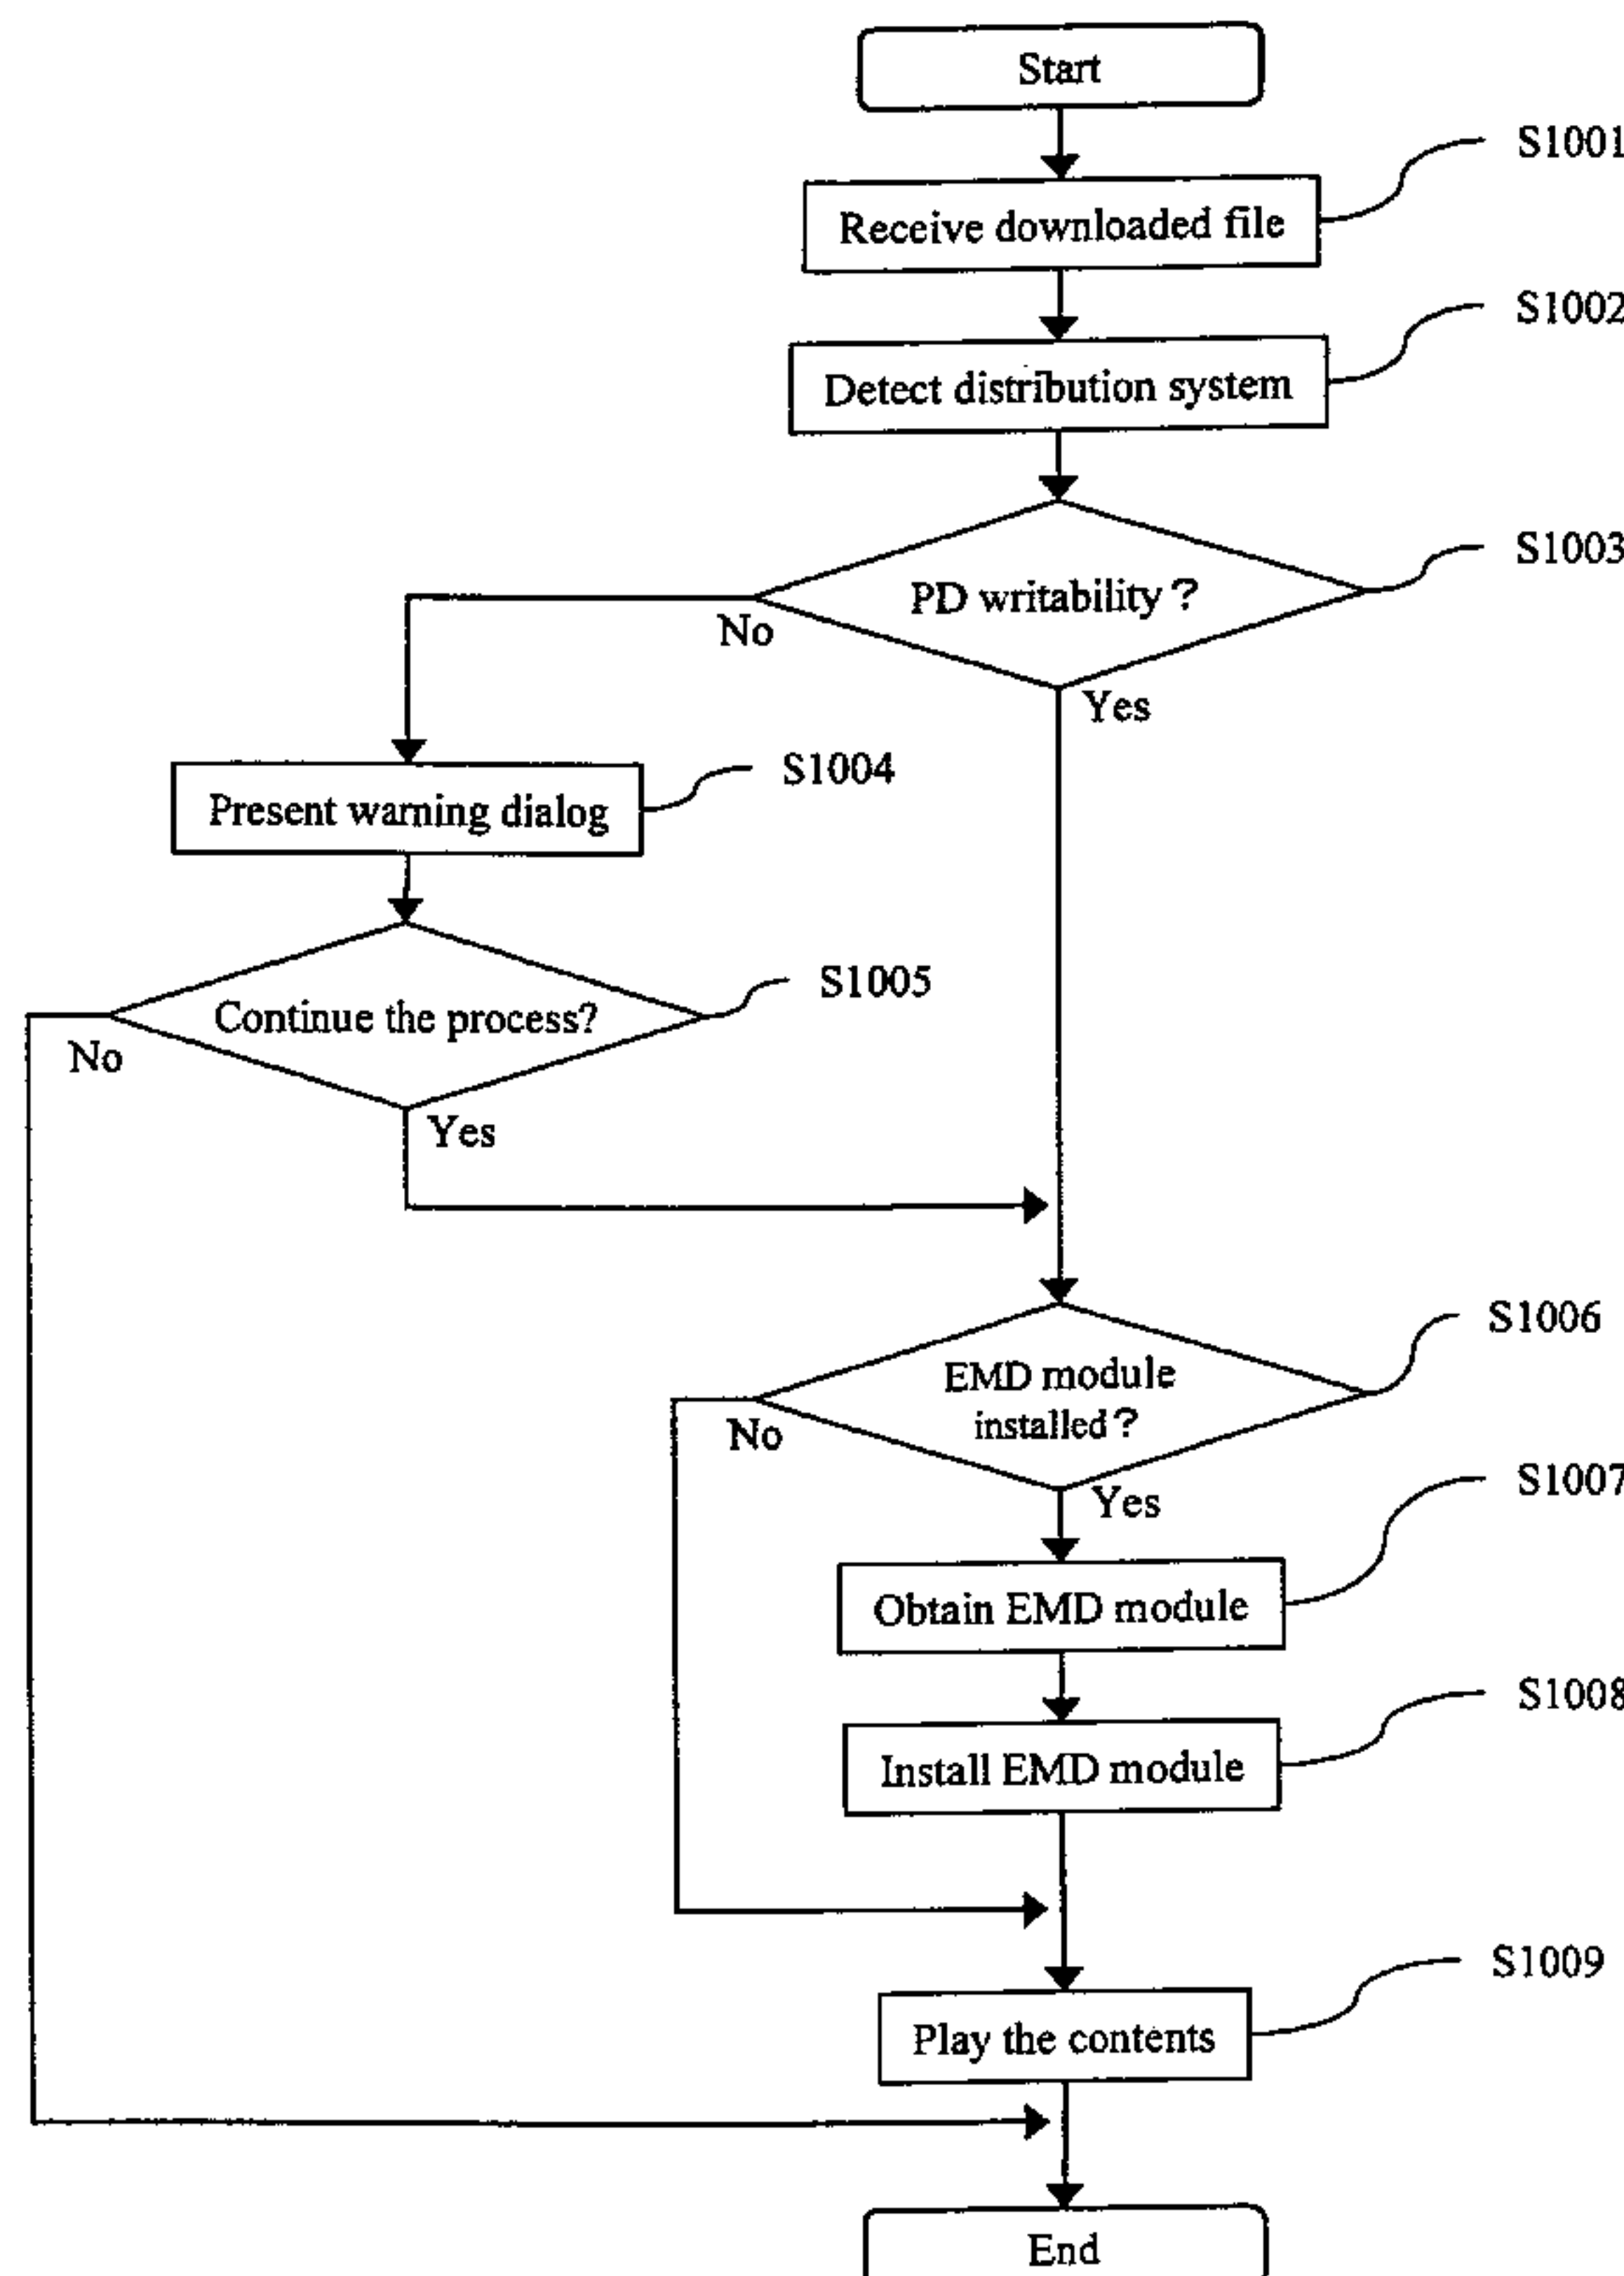 Start
S1001
Receive downloaded file
S1002
Detect distribution system
S1003
PD writability ?
No
Yes
S1004
Present warning dialog
S1005
Continue the process?
No
Yes
S1006
EMD module
installed ?
No
Yes
S1007
Obtain EMD module
S1008
Install EMD module
S1009
Play the contents
End